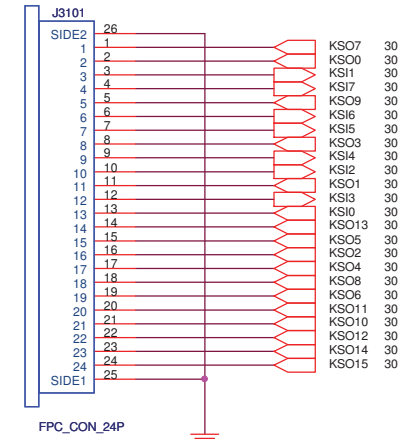 J3101
SIDE2 26
1 1 KSO7 30
2 2 KSO0 30
3 3 KSI1 30
4 4 KSI7 30
5 5 KSO9 30
6 6 KSI6 30
7 7 KSI5 30
8 8 KSO3 30
9 9 KSI4 30
10 10 KSI2 30
11 11 KSO1 30
12 12 KSI3 30
13 13 KSI0 30
14 14 KSO13 30
15 15 KSO5 30
16 16 KSO2 30
17 17 KSO4 30
18 18 KSO8 30
19 19 KSO6 30
20 20 KSO11 30
21 21 KSO10 30
22 22 KSO12 30
23 23 KSO14 30
24 24 KSO15 30
SIDE1 25
FPC_CON_24P